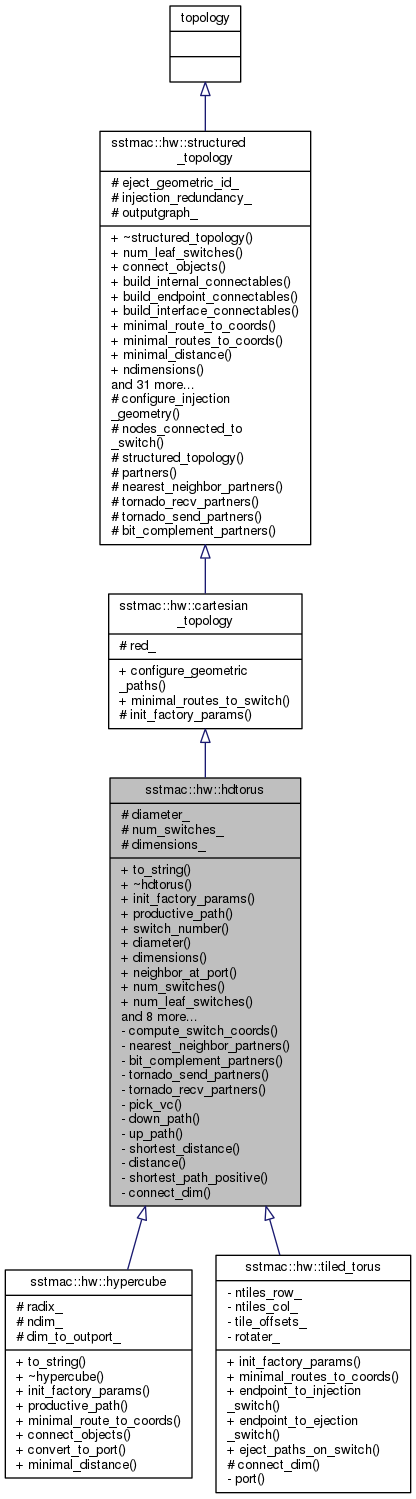 topology
sstmac::hw::structured
_topology
# eject_geometric_id_
# injection_redundancy_
# outputgraph_
+ ~structured_topology()
+ num_leaf_switches()
+ connect_objects()
+ build_internal_connectables()
+ build_endpoint_connectables()
+ build_interface_connectables()
+ minimal_route_to_coords()
+ minimal_routes_to_coords()
+ minimal_distance()
+ ndimensions()
and 31 more...
# configure_injection
_geometry()
# nodes_connected_to
_switch()
# structured_topology()
# partners()
# nearest_neighbor_partners()
# tornado_recv_partners()
# tornado_send_partners()
# bit_complement_partners()
sstmac::hw::cartesian
_topology
# red_
+ configure_geometric
_paths()
+ minimal_routes_to_switch()
# init_factory_params()
sstmac::hw::hdtorus
# diameter_
# num_switches_
# dimensions_
+ to_string()
+ ~hdtorus()
+ init_factory_params()
+ productive_path()
+ switch_number()
+ diameter()
+ dimensions()
+ neighbor_at_port()
+ num_switches()
+ num_leaf_switches()
and 8 more...
- compute_switch_coords()
- nearest_neighbor_partners()
- bit_complement_partners()
- tornado_send_partners()
- tornado_recv_partners()
- pick_vc()
- down_path()
- up_path()
- shortest_distance()
- distance()
- shortest_path_positive()
- connect_dim()
sstmac::hw::hypercube
# radix_
# ndim_
# dim_to_outport_
+ to_string()
+ ~hypercube()
+ init_factory_params()
+ productive_path()
+ minimal_route_to_coords()
+ connect_objects()
+ convert_to_port()
+ minimal_distance()
sstmac::hw::tiled_torus
- ntiles_row_
- ntiles_col_
- tile_offsets_
- rotater_
+ init_factory_params()
+ minimal_routes_to_coords()
+ endpoint_to_injection
_switch()
+ endpoint_to_ejection
_switch()
+ eject_paths_on_switch()
# connect_dim()
- port()